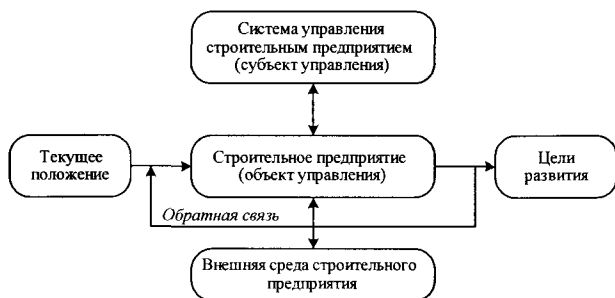 Система управления
строительным предприятием
(субъект управления)
Текущее
положение
Строительное предприятие
(объект управления)
Цели
развития
Обратная связь
Внешняя среда строительного
предприятия